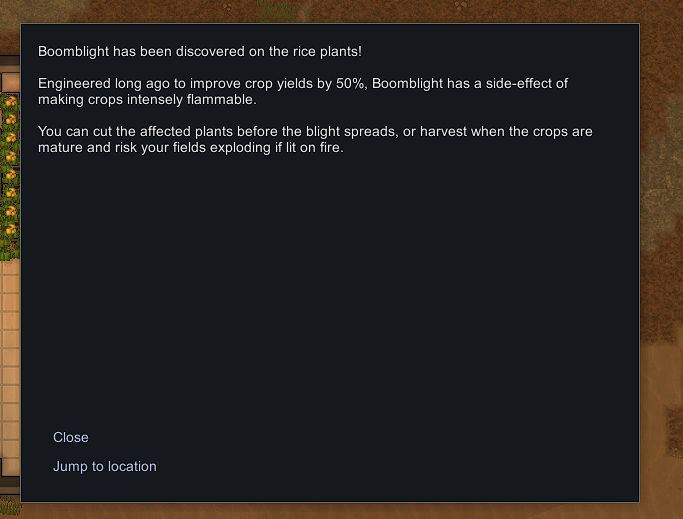 Boomblight has been discovered on the rice plants!
Engineered long ago to improve crop yields by 50%, Boomblight has a side-effect of
making crops intensely flammable.
You can cut the affected plants before the blight spreads, or harvest when the crops are
mature and risk your fields exploding if lit on fire.
Close
Jump to location